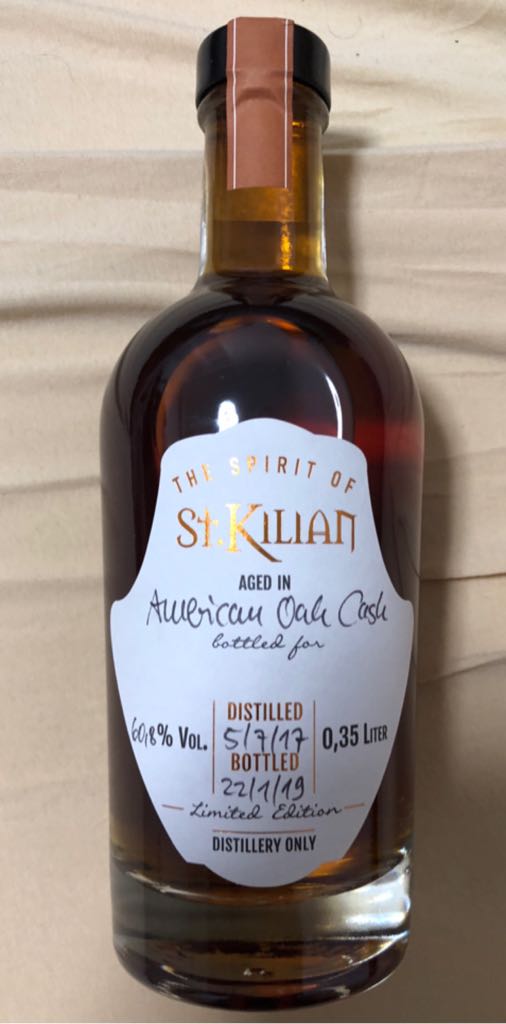 THE SPIRIT OF
St. KILIAN
AGED IN
American Oak Cask
bottled for
60,8% VOL.
DISTILLED
5/7/17
BOTTLED
22/1/19
0,35 LITER
Limited Edition
DISTILLERY ONLY